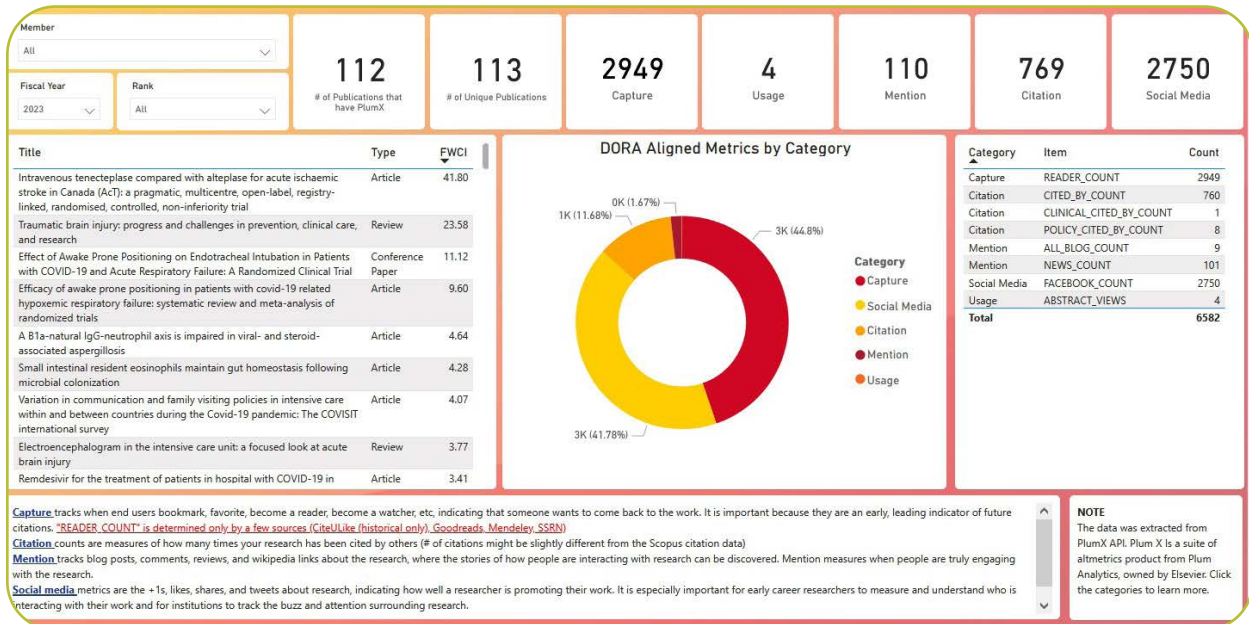 Member
All
Fiscal Year
2023
Rank
All
112
# of Publications that
have PlumX
113
# of Unique Publications
2949
Capture
4
Usage
110
Mention
769
Citation
2750
Social Media
Title Type FWCI
Intravenous tenecteplase compared with alteplase for acute ischaemic Article 41.80
stroke in Canada (AcT): a pragmatic, multicentre, open-label, registry-
linked, randomised, controlled, non-inferiority trial
Traumatic brain injury: progress and challenges in prevention, clinical care, Review 23.58
and research
Effect of Awake Prone Positioning on Endotracheal Intubation in Patients Conference 11.12
with COVID-19 and Acute Respiratory Failure: A Randomized Clinical Trial Paper
Efficacy of awake prone positioning in patients with covid-19 related Article 9.60
hypoxemic respiratory failure: systematic review and meta-analysis of
randomized trials
A B1a-natural IgG-neutrophil axis is impaired in viral- and steroid- Article 4.64
associated aspergillosis
Small intestinal resident eosinophils maintain gut homeostasis following Article 4.28
microbial colonization
Variation in communication and family visiting policies in intensive care Article 4.07
within and between countries during the Covid-19 pandemic: The COVISIT
international survey
Electroencephalogram in the intensive care unit: a focused look at acute Review 3.77
brain injury
Remdesivir for the treatment of patients in hospital with COVID-19 in Article 3.41
DORA Aligned Metrics by Category
0K (1.67%)
1K (11.68%)
3K (44.8%)
3K (41.78%)
Category
Capture
Social Media
Citation
Mention
Usage
Category Item Count
Capture READER_COUNT 2949
Citation CITED_BY_COUNT 760
Citation CLINICAL_CITED_BY_COUNT 1
Citation POLICY_CITED_BY_COUNT 8
Mention ALL_BLOG_COUNT 9
Mention NEWS_COUNT 101
Social Media FACEBOOK_COUNT 2750
Usage ABSTRACT_VIEWS 4
Total 6582
Capture tracks when end users bookmark, favorite, become a reader, become a watcher, etc, indicating that someone wants to come back to the work. It is important because they are an early, leading indicator of future
citations. "READER_COUNT" is determined only by a few sources (CiteULike (historical only), Goodreads, Mendeley, SSRN)
Citation counts are measures of how many times your research has been cited by others (# of citations might be slightly different from the Scopus citation data)
Mention tracks blog posts, comments, reviews, and wikipedia links about the research, where the stories of how people are interacting with research can be discovered. Mention measures when people are truly engaging
with the research.
Social media metrics are the +1s, likes, shares, and tweets about research, indicating how well a researcher is promoting their work. It is especially important for early career researchers to measure and understand who is
interacting with their work and for institutions to track the buzz and attention surrounding research.
NOTE
The data was extracted from
PlumX API. Plum X Is a suite of
altmetrics product from Plum
Analytics, owned by Elsevier. Click
the categories to learn more.